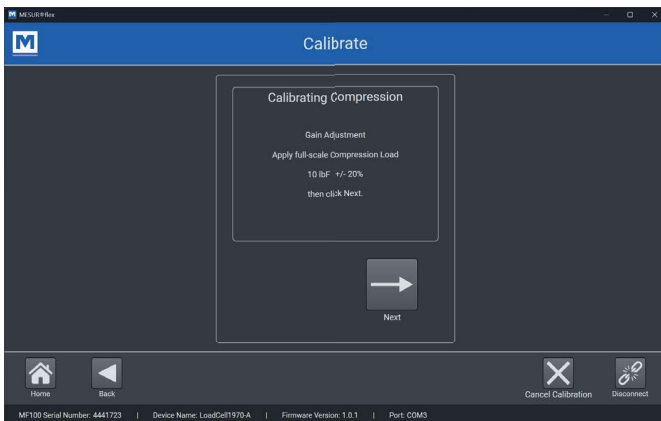 MESUR®flex
M
Calibrate
Calibrating Compression
Gain Adjustment
Apply full-scale Compression Load
10 lbF +/- 20%
then click Next.
Next
Home
Back
Cancel Calibration
Disconnect
MF100 Serial Number: 4441723 | Device Name: LoadCell1970-A | Firmware Version: 1.0.1 | Port: COM3